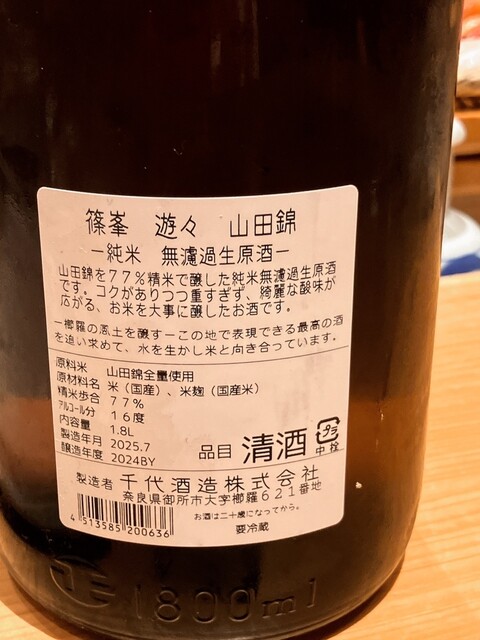 篠峯 遊々 山田錦
−純米 無濾過生原酒−
山田錦を77%精米で醸した純米無濾過生原酒
です。コクがありつつ重すぎず、綺麗な酸味が
広がる、お米を大事に醸したお酒です。
−櫛羅の風土を醸す−この地で表現できる最高の酒
を追い求めて、水を生かし米と向き合っています。
原料米 山田錦全量使用
原材料名 米(国産)、米麹(国産米)
精米歩合 77%
アルコール分 16度
内容量 1.8L
製造年月 2025.7
醸造年度 2024BY
品目 清酒
プラ
中栓
製造者 千代酒造株式会社
奈良県御所市大字櫛羅621番地
お酒は二十歳になってから。
要冷蔵
4 513585 200636
1800ml